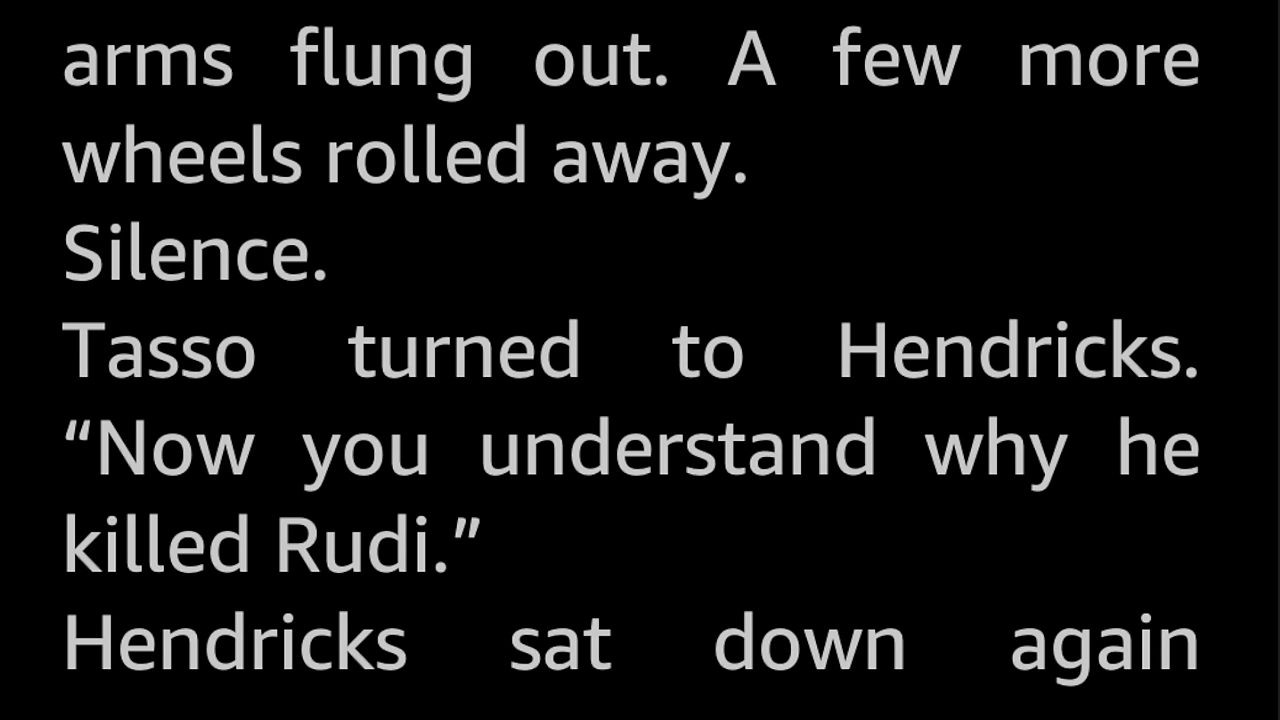 arms flung out. A few more
wheels rolled away.
Silence.
Tasso turned to Hendricks.
“Now you understand why he
killed Rudi.”
Hendricks sat down again